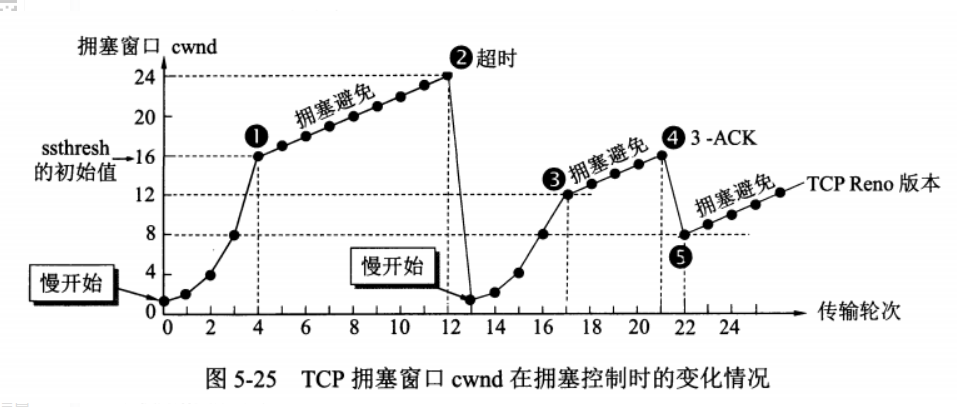 拥塞窗口 cwnd
❷超时
24
拥塞避免
20
❶
❹ 3 -ACK
ssthresh
的初始值
16
❸ 拥塞避免
TCP Reno 版本
12
拥塞避免
8
❺
慢开始
慢开始
4
0
0 2 4 6 8 10 12 14 16 18 20 22 24
传输轮次
图 5-25 TCP 拥塞窗口 cwnd 在拥塞控制时的变化情况